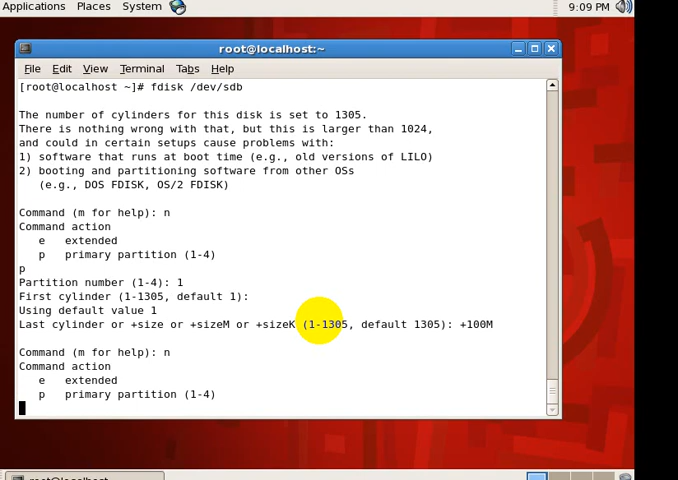 Applications Places System 9:09 PM
root@localhost:~
File Edit View Terminal Tabs Help
[root@localhost ~]# fdisk /dev/sdb
The number of cylinders for this disk is set to 1305.
There is nothing wrong with that, but this is larger than 1024,
and could in certain setups cause problems with:
1) software that runs at boot time (e.g., old versions of LILO)
2) booting and partitioning software from other OSs
(e.g., DOS FDISK, OS/2 FDISK)
Command (m for help): n
Command action
e extended
p primary partition (1-4)
p
Partition number (1-4): 1
First cylinder (1-1305, default 1):
Using default value 1
Last cylinder or +size or +sizeM or +sizeK (1-1305, default 1305): +100M
Command (m for help): n
Command action
e extended
p primary partition (1-4)
root@localhost:~